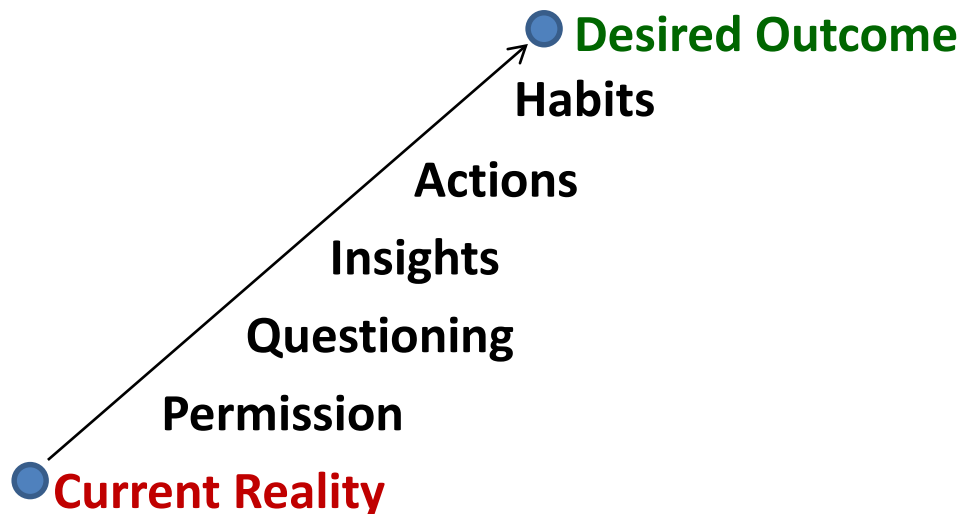 Desired Outcome
Habits
Actions
Insights
Questioning
Permission
Current Reality